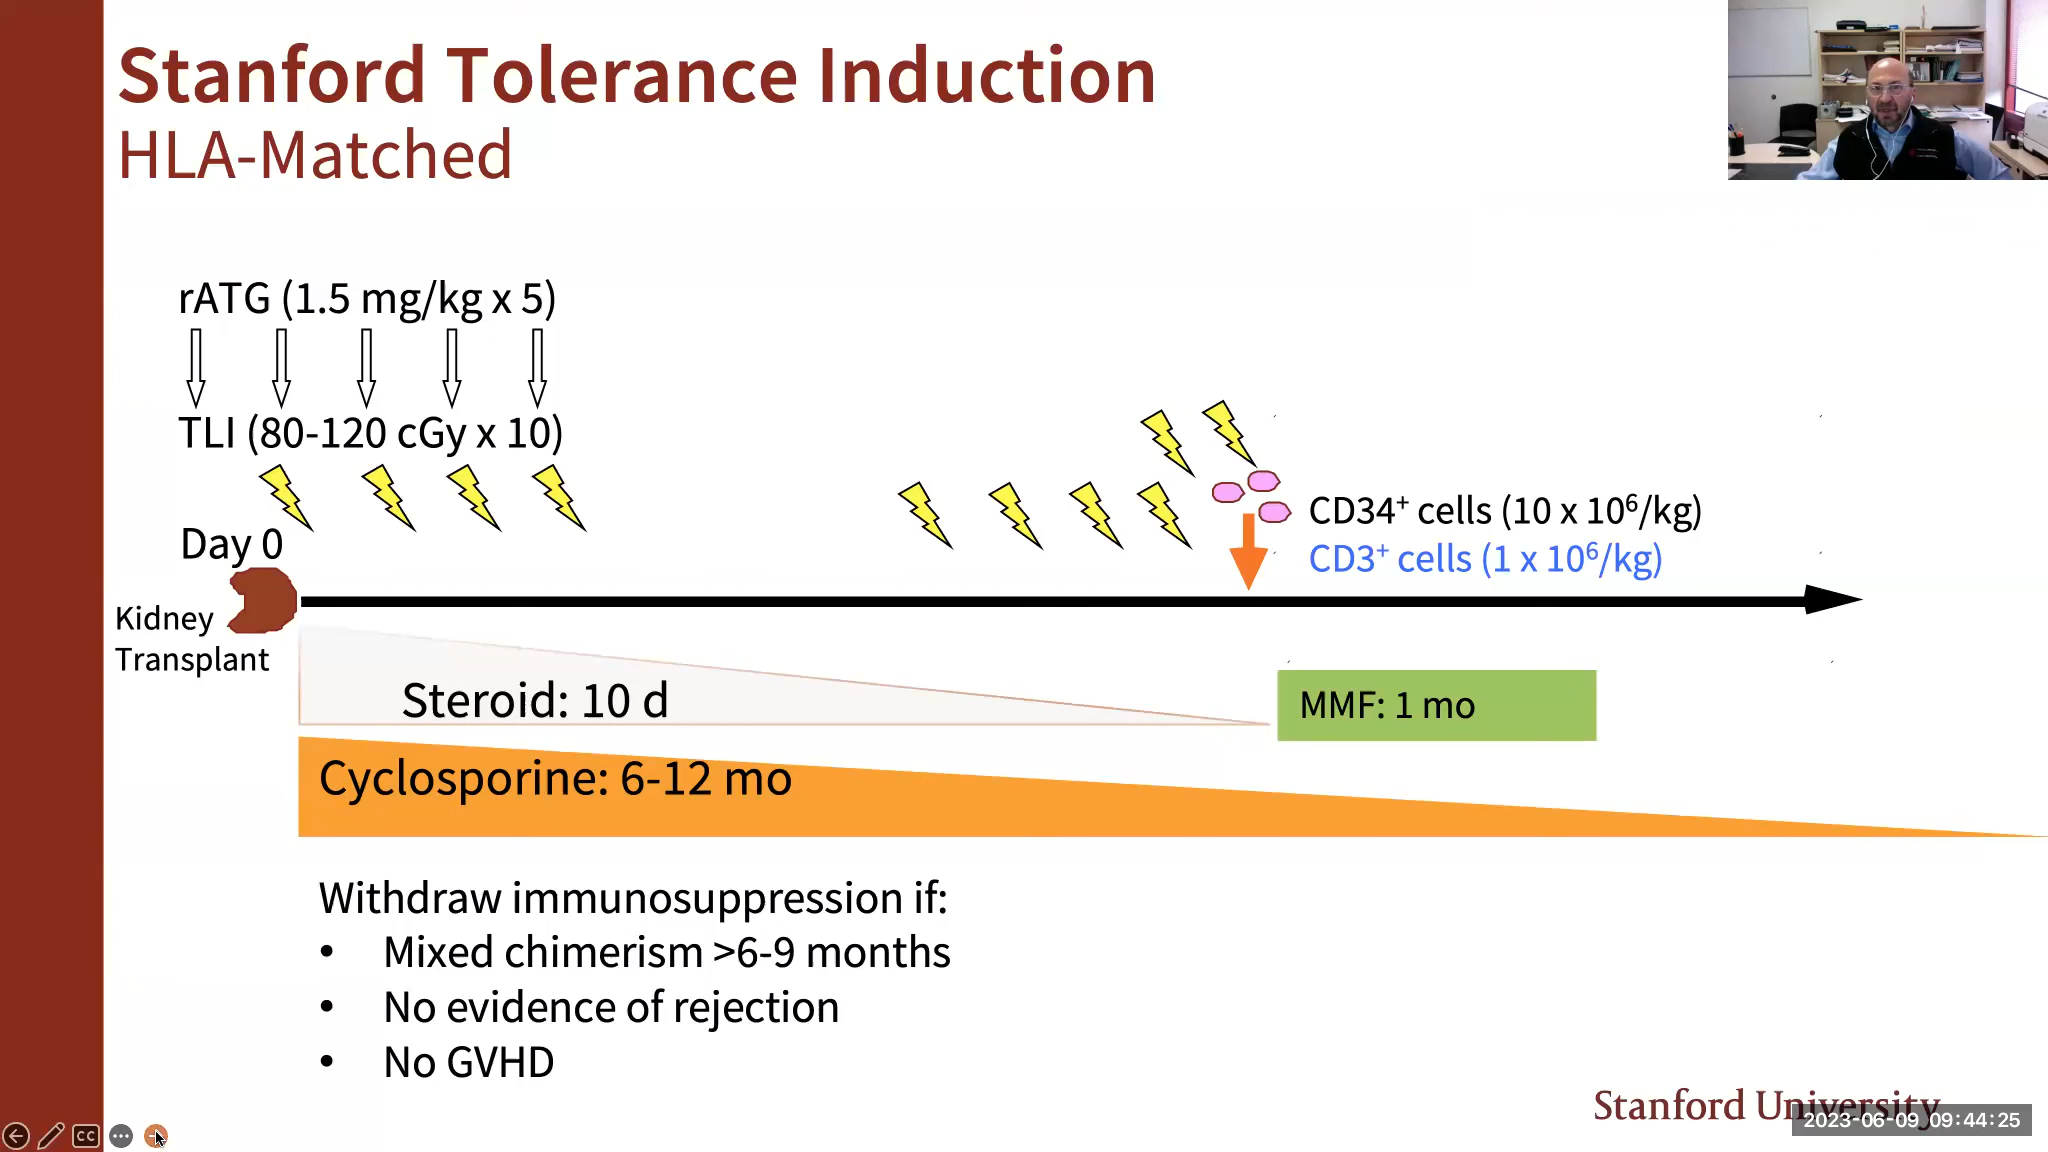 Stanford Tolerance Induction
HLA-Matched
rATG (1.5 mg/kg x 5)
TLI (80-120 cGy x 10)
Day 0
Kidney
Transplant
CD34⁺ cells (10 x 10⁶/kg)
CD3⁺ cells (1 x 10⁶/kg)
Steroid: 10 d
MMF: 1 mo
Cyclosporine: 6-12 mo
Withdraw immunosuppression if:
• Mixed chimerism >6-9 months
• No evidence of rejection
• No GVHD
Stanford University
2023-06-09 09:44:25
CC